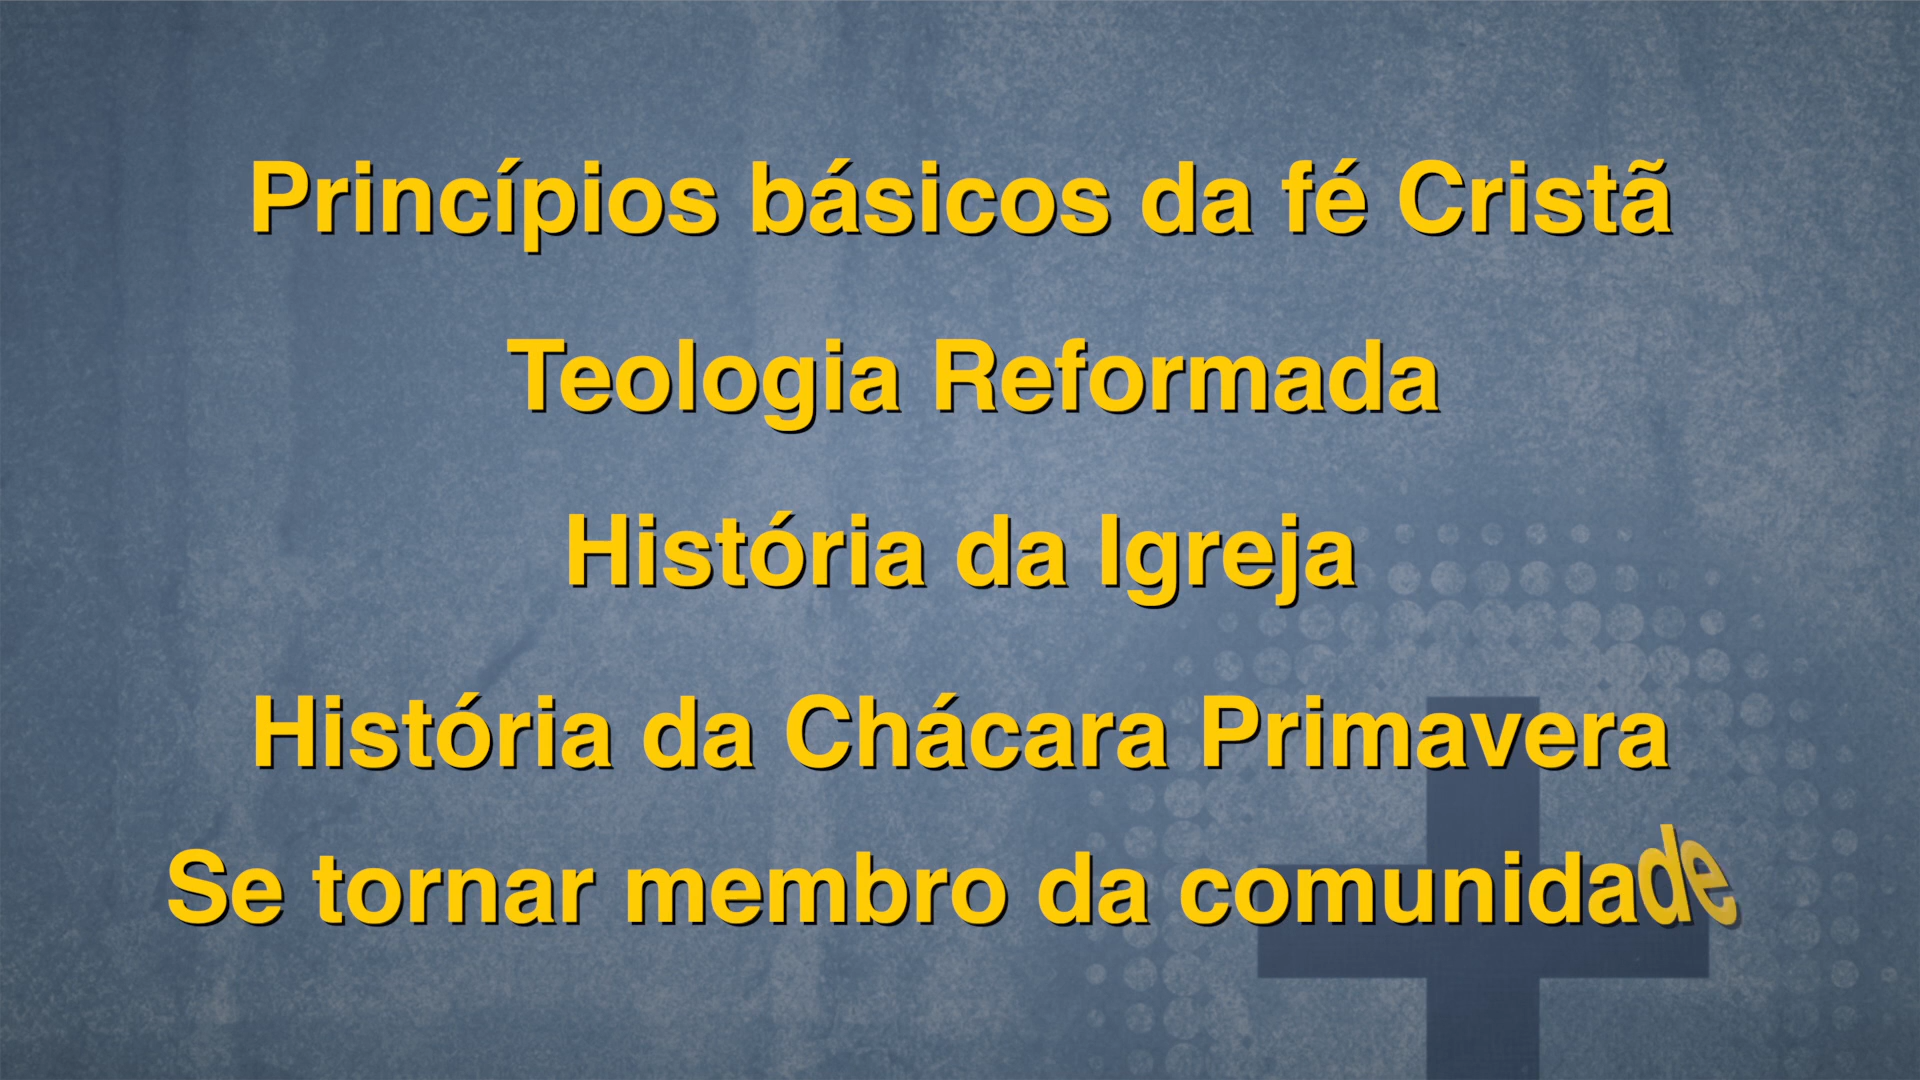 Princípios básicos da fé Cristã
Teologia Reformada
História da Igreja
História da Chácara Primavera
Se tornar membro da comunidade